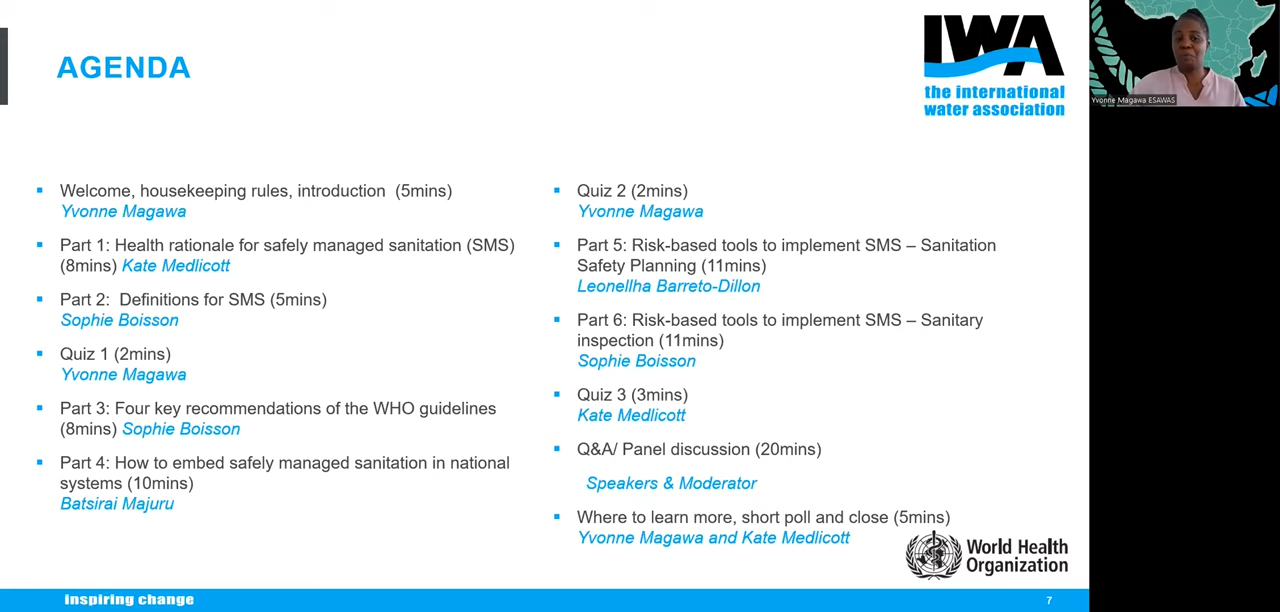 AGENDA
IWA
the international
water association
Yvonne Magawa ESAWAS
Welcome, housekeeping rules, introduction (5mins)
Yvonne Magawa
Part 1: Health rationale for safely managed sanitation (SMS)
(8mins) Kate Medlicott
Part 2: Definitions for SMS (5mins)
Sophie Boisson
Quiz 1 (2mins)
Yvonne Magawa
Part 3: Four key recommendations of the WHO guidelines
(8mins) Sophie Boisson
Part 4: How to embed safely managed sanitation in national
systems (10mins)
Batsirai Majuru
Quiz 2 (2mins)
Yvonne Magawa
Part 5: Risk-based tools to implement SMS – Sanitation
Safety Planning (11mins)
Leonellha Barreto-Dillon
Part 6: Risk-based tools to implement SMS – Sanitary
inspection (11mins)
Sophie Boisson
Quiz 3 (3mins)
Kate Medlicott
Q&A/ Panel discussion (20mins)
Speakers & Moderator
Where to learn more, short poll and close (5mins)
Yvonne Magawa and Kate Medlicott
World Health
Organization
inspiring change
7